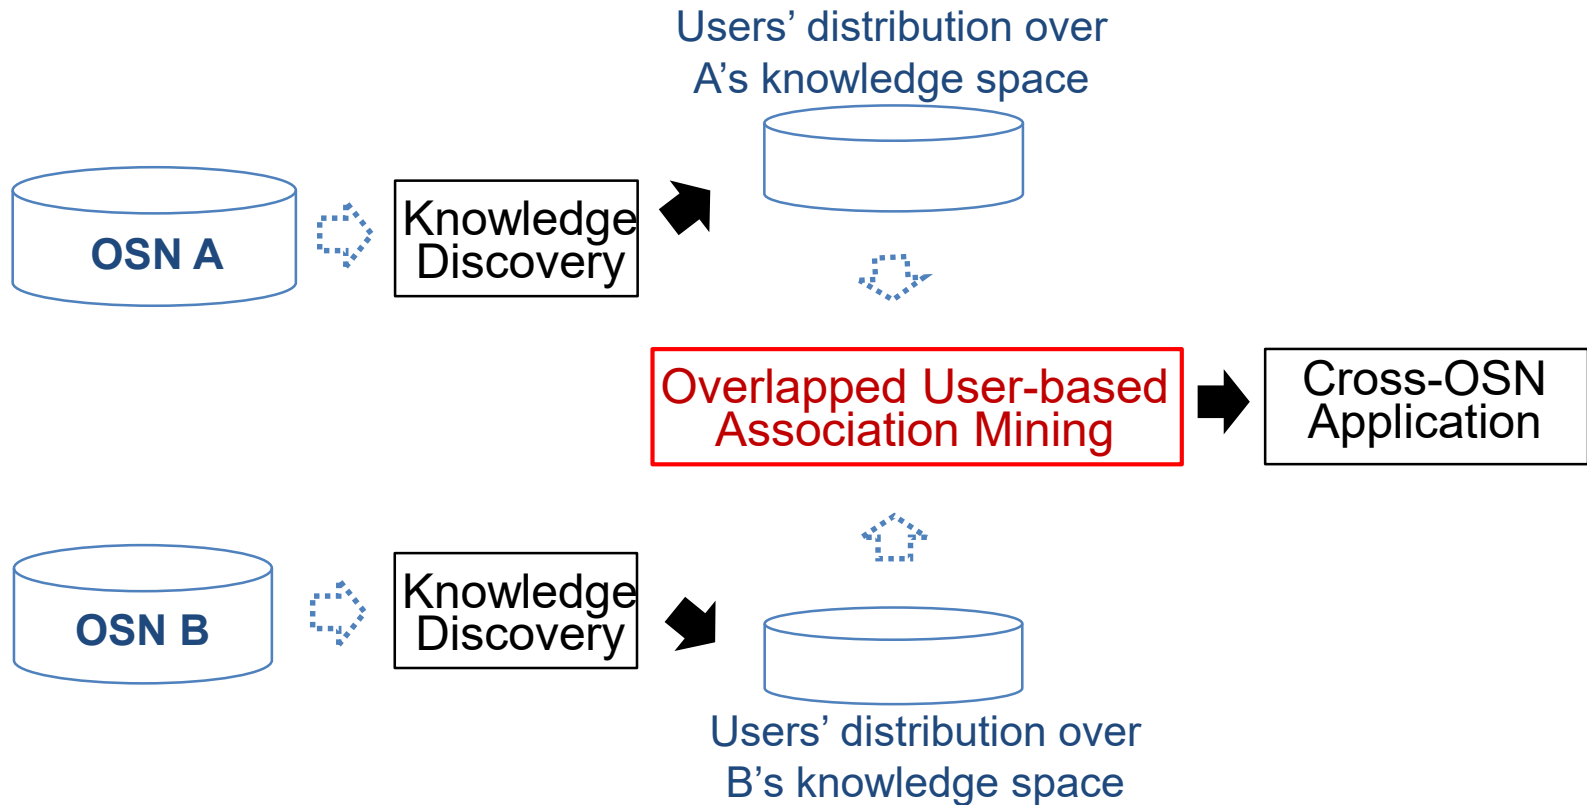 Users’ distribution over
A’s knowledge space
OSN A
Knowledge
Discovery
Overlapped User-based
Association Mining
Cross-OSN
Application
OSN B
Knowledge
Discovery
Users’ distribution over
B’s knowledge space